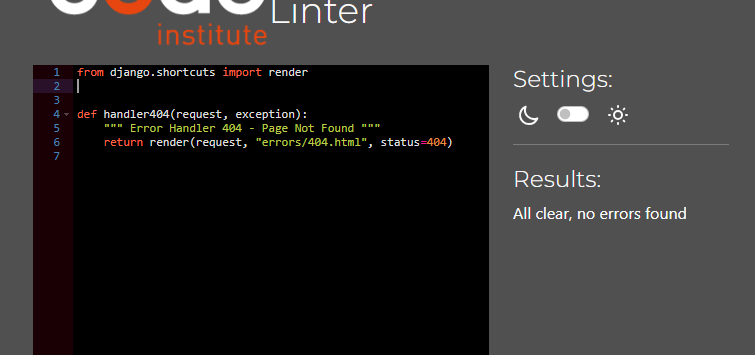 Linter
institute
1 from django.shortcuts import render
2
3
4 def handler404(request, exception):
5     """ Error Handler 404 - Page Not Found """
6     return render(request, "errors/404.html", status=404)
7
Settings:
Results:
All clear, no errors found